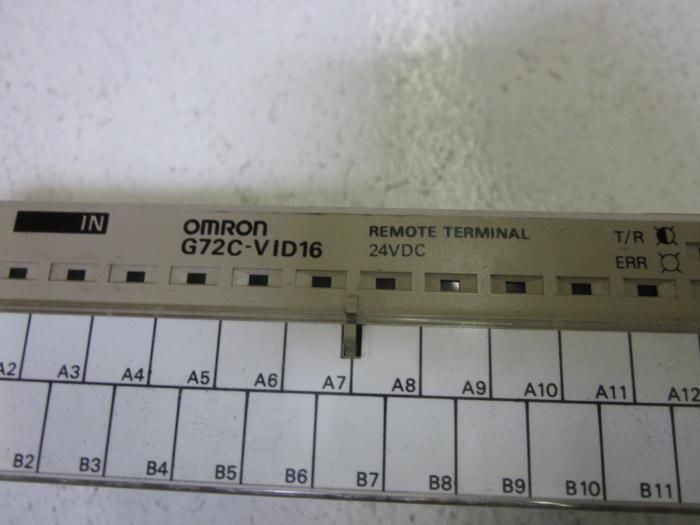 IN
OMRON
G72C-VID16
REMOTE TERMINAL
24VDC
T/R
ERR
A2 A3 A4 A5 A6 A7 A8 A9 A10 A11 A12
B2 B3 B4 B5 B6 B7 B8 B9 B10 B11